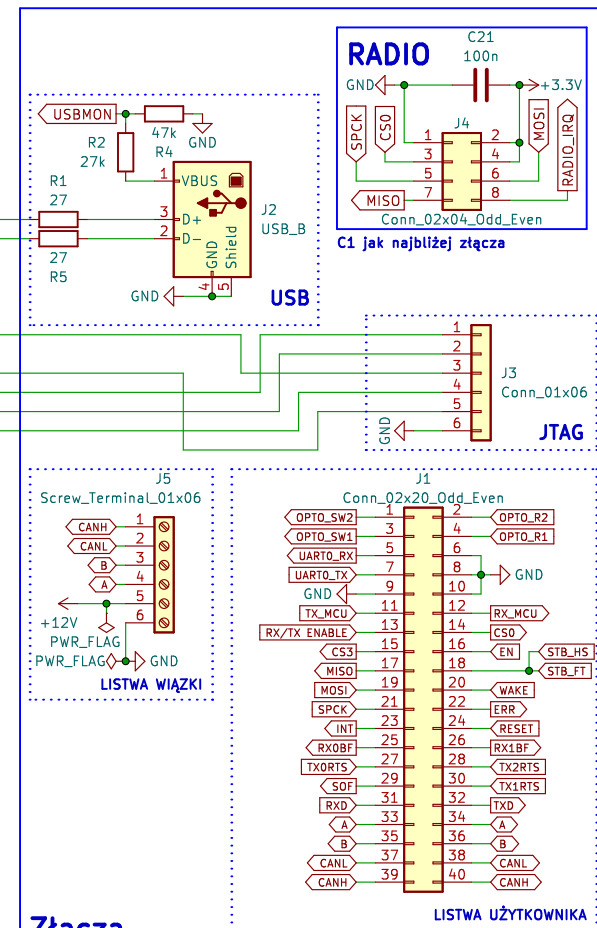 RADIO
C21
100n
GND
+3.3V
SPCK
CS0
J4
MOSI
RADIO_IRQ
1
2
3
4
5
6
7
8
MISO
Conn_02x04_Odd_Even
C1 jak najbliżej złącza
USBMON
47k
R4
GND
R2
27k
R1
27
27
R5
1
3
2
VBUS
D+
D-
GND
Shield
4
5
J2
USB_B
GND
USB
1
2
3
4
5
6
J3
Conn_01x06
GND
JTAG
J5
Screw_Terminal_01x06
CANH 1
CANL 2
B 3
A 4
5
6
+12V
PWR_FLAG
PWR_FLAG
GND
LISTWA WIĄZKI
J1
Conn_02x20_Odd_Even
OPTO_SW2 1 2 OPTO_R2
OPTO_SW1 3 4 OPTO_R1
UART0_RX 5 6
UART0_TX 7 8 GND
GND 9 10
TX_MCU 11 12 RX_MCU
RX/TX ENABLE 13 14 CS0
CS3 15 16 EN STB_HS
MISO 17 18 STB_FT
MOSI 19 20 WAKE
SPCK 21 22 ERR
INT 23 24 RESET
RX0BF 25 26 RX1BF
TX0RTS 27 28 TX2RTS
SOF 29 30 TX1RTS
RXD 31 32 TXD
A 33 34 A
B 35 36 B
CANL 37 38 CANL
CANH 39 40 CANH
LISTWA UŻYTKOWNIKA
Złącza